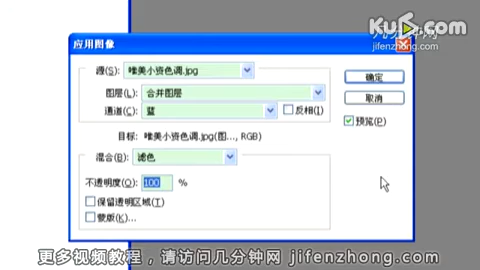 Ku6.com
jifenzhong.com
应用图像
源(S): 唯美小资色调.jpg
确定
图层(L): 合并图层
取消
通道(C): 蓝
反相(I)
预览(P)
目标: 唯美小资色调.jpg(图..., RGB)
混合(B): 滤色
不透明度(O): 100 %
保留透明区域(T)
蒙版(K)...
更多视频教程，请访问几分钟网 jifenzhong.com